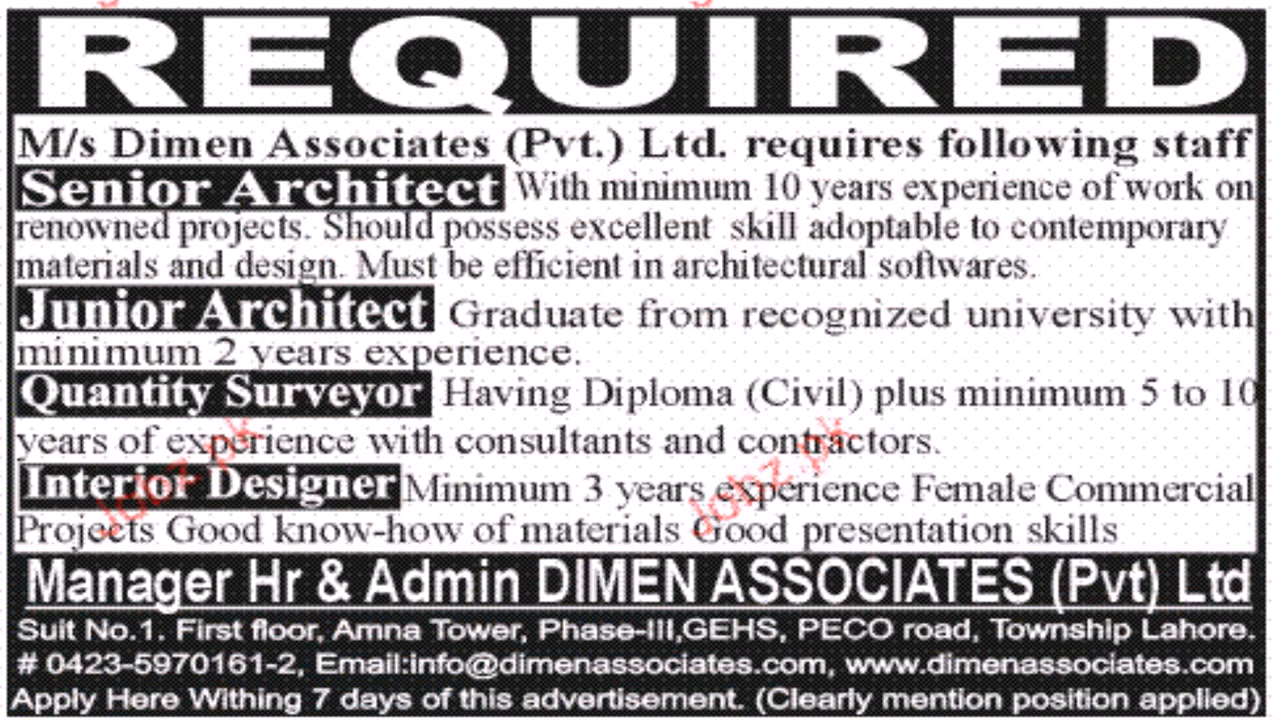 REQUIRED
M/s Dimen Associates (Pvt.) Ltd. requires following staff
Senior Architect With minimum 10 years experience of work on
renowned projects. Should possess excellent skill adoptable to contemporary
materials and design. Must be efficient in architectural softwares.
Junior Architect Graduate from recognized university with
minimum 2 years experience.
Quantity Surveyor Having Diploma (Civil) plus minimum 5 to 10
years of experience with consultants and contractors.
Interior Designer Minimum 3 years experience Female Commercial
Projects Good know-how of materials Good presentation skills
Manager Hr & Admin DIMEN ASSOCIATES (Pvt) Ltd
Suit No.1. First floor, Amna Tower, Phase-III,GEHS, PECO road, Township Lahore.
# 0423-5970161-2, Email:info@dimenassociates.com, www.dimenassociates.com
Apply Here Withing 7 days of this advertisement. (Clearly mention position applied)
Jobz.pk
Jobz.pk